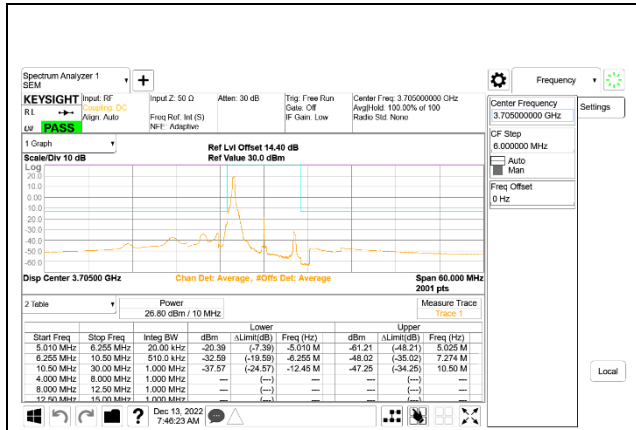 Spectrum Analyzer 1
SEM
+
Frequency
KEYSIGHT Input: RF Input Z: 50 Ω Atten: 30 dB Trig: Free Run Center Freq: 3.705000000 GHz
R L Coupling: DC Gate: Off Avg|Hold: 100.00% of 100
Align: Auto Freq Ref: Int (S) IF Gain: Low Radio Std: None
PASS NFE: Adaptive
Center Frequency
3.705000000 GHz
Settings
CF Step
6.000000 MHz
Auto
Man
Freq Offset
0 Hz
1 Graph
Ref Lvl Offset 14.40 dB
Scale/Div 10 dB Ref Value 30.0 dBm
Log
20.0
10.0
0.00
-10.0
-20.0
-30.0
-40.0
-50.0
-60.0
Disp Center 3.70500 GHz Chan Det: Average, #Offs Det: Average Span 60.000 MHz
2001 pts
2 Table Power Measure Trace
26.80 dBm / 10 MHz Trace 1
Lower Upper
Start Freq Stop Freq Integ BW dBm ΔLimit(dB) Freq (Hz) dBm ΔLimit(dB) Freq (Hz)
5.010 MHz 6.255 MHz 20.00 kHz -20.39 (-7.39) -5.010 M -61.21 (-48.21) 5.025 M
6.255 MHz 10.50 MHz 510.0 kHz -32.59 (-19.59) -6.255 M -48.02 (-35.02) 7.274 M
10.50 MHz 30.00 MHz 1.000 MHz -37.57 (-24.57) -12.45 M -47.25 (-34.25) 10.50 M
4.000 MHz 8.000 MHz 1.000 MHz --- (---) --- --- (---) ---
8.000 MHz 12.50 MHz 1.000 MHz --- (---) --- --- (---) ---
12.50 MHz 15.00 MHz 1.000 MHz --- (---) --- --- (---) ---
Local
? Dec 13, 2022
7:46:23 AM